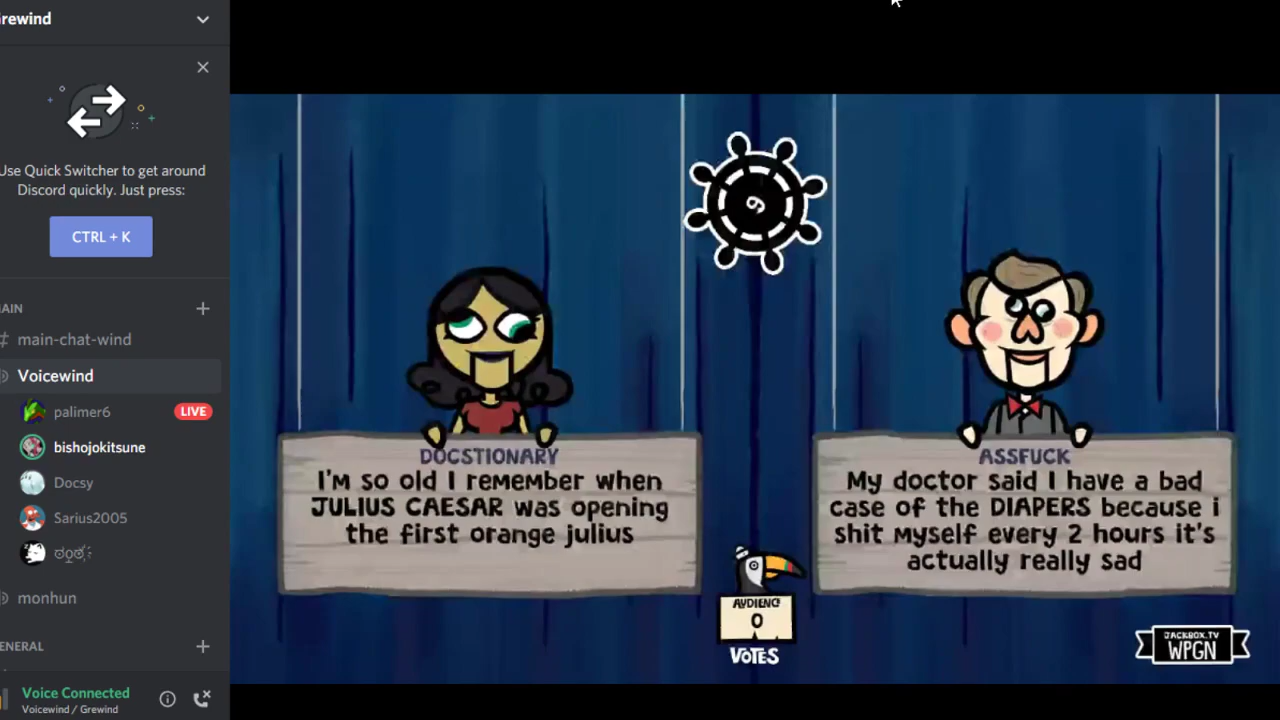 rewind
Use Quick Switcher to get around
Discord quickly. Just press:
CTRL + K
AIN
main-chat-wind
Voicewind
palimer6 LIVE
bishojokitsune
Docsy
Sarius2005
monhun
ENERAL
Voice Connected
Voicewind / Grewind
DOCSTIONARY
I'm so old I remember when
JULIUS CAESAR was opening
the first orange julius
AUDIENCE
0
VOTES
ASSFUCK
My doctor said I have a bad
case of the DIAPERS because i
shit myself every 2 hours it's
actually really sad
JACKBOX.TV
WPGN